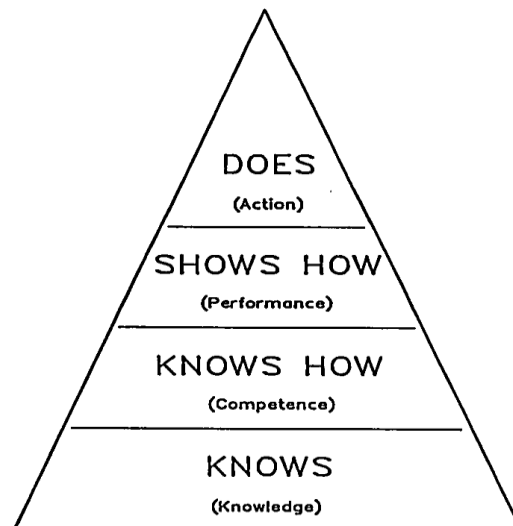 DOES
(Action)
SHOWS HOW
(Performance)
KNOWS HOW
(Competence)
KNOWS
(Knowledge)